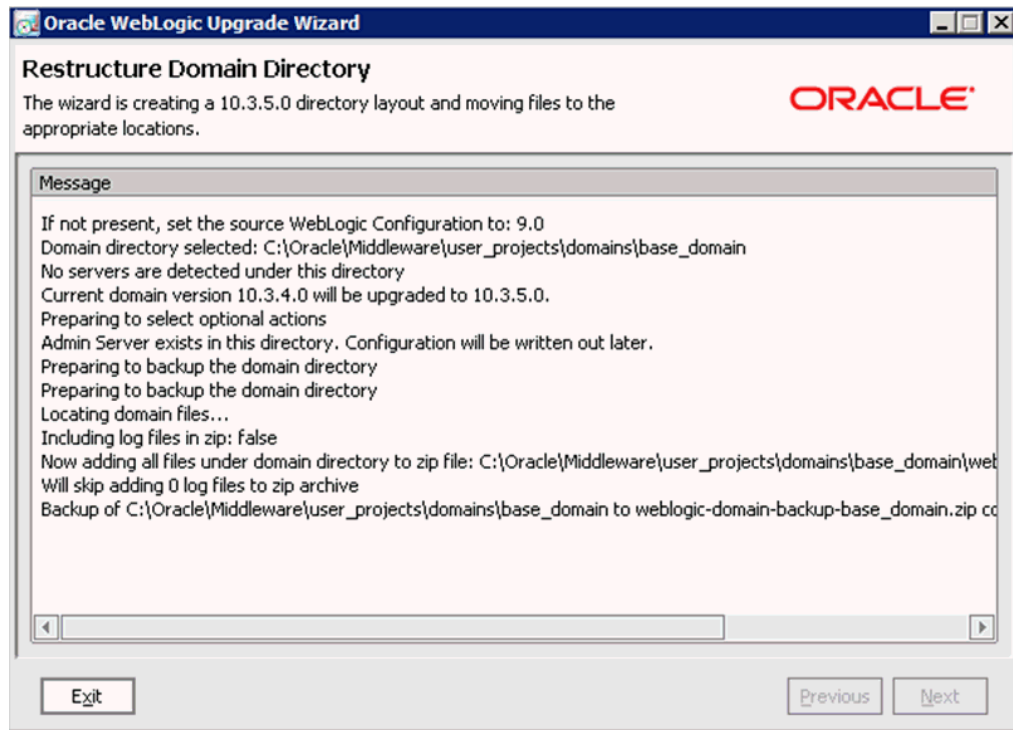 Oracle WebLogic Upgrade Wizard
Restructure Domain Directory
The wizard is creating a 10.3.5.0 directory layout and moving files to the
appropriate locations.
ORACLE
Message
If not present, set the source WebLogic Configuration to: 9.0
Domain directory selected: C:\Oracle\Middleware\user_projects\domains\base_domain
No servers are detected under this directory
Current domain version 10.3.4.0 will be upgraded to 10.3.5.0.
Preparing to select optional actions
Admin Server exists in this directory. Configuration will be written out later.
Preparing to backup the domain directory
Preparing to backup the domain directory
Locating domain files...
Including log files in zip: false
Now adding all files under domain directory to zip file: C:\Oracle\Middleware\user_projects\domains\base_domain\web
Will skip adding 0 log files to zip archive
Backup of C:\Oracle\Middleware\user_projects\domains\base_domain to weblogic-domain-backup-base_domain.zip co
Exit
Previous
Next